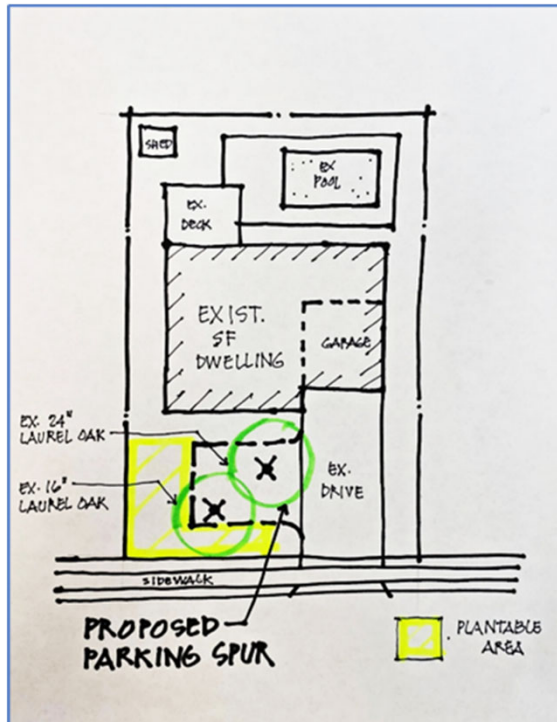 SHED
EX
POOL
EX.
DECK
EXIST.
SF
DWELLING
GARAGE
EX. 24"
LAUREL OAK
EX. 16"
LAUREL OAK
EX.
DRIVE
SIDEWALK
PROPOSED
PARKING SPUR
PLANTABLE
AREA